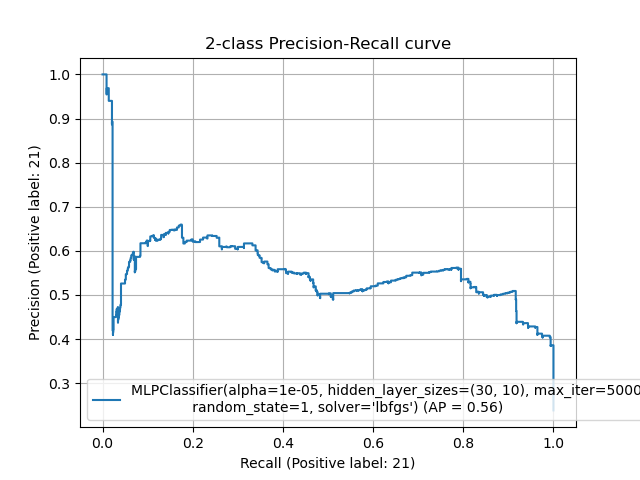 2-class Precision-Recall curve
1.0
0.9
0.8
0.7
0.6
0.5
0.4
0.3
Precision (Positive label: 21)
MLPClassifier(alpha=1e-05, hidden_layer_sizes=(30, 10), max_iter=5000
random_state=1, solver='lbfgs') (AP = 0.56)
0.0 0.2 0.4 0.6 0.8 1.0
Recall (Positive label: 21)